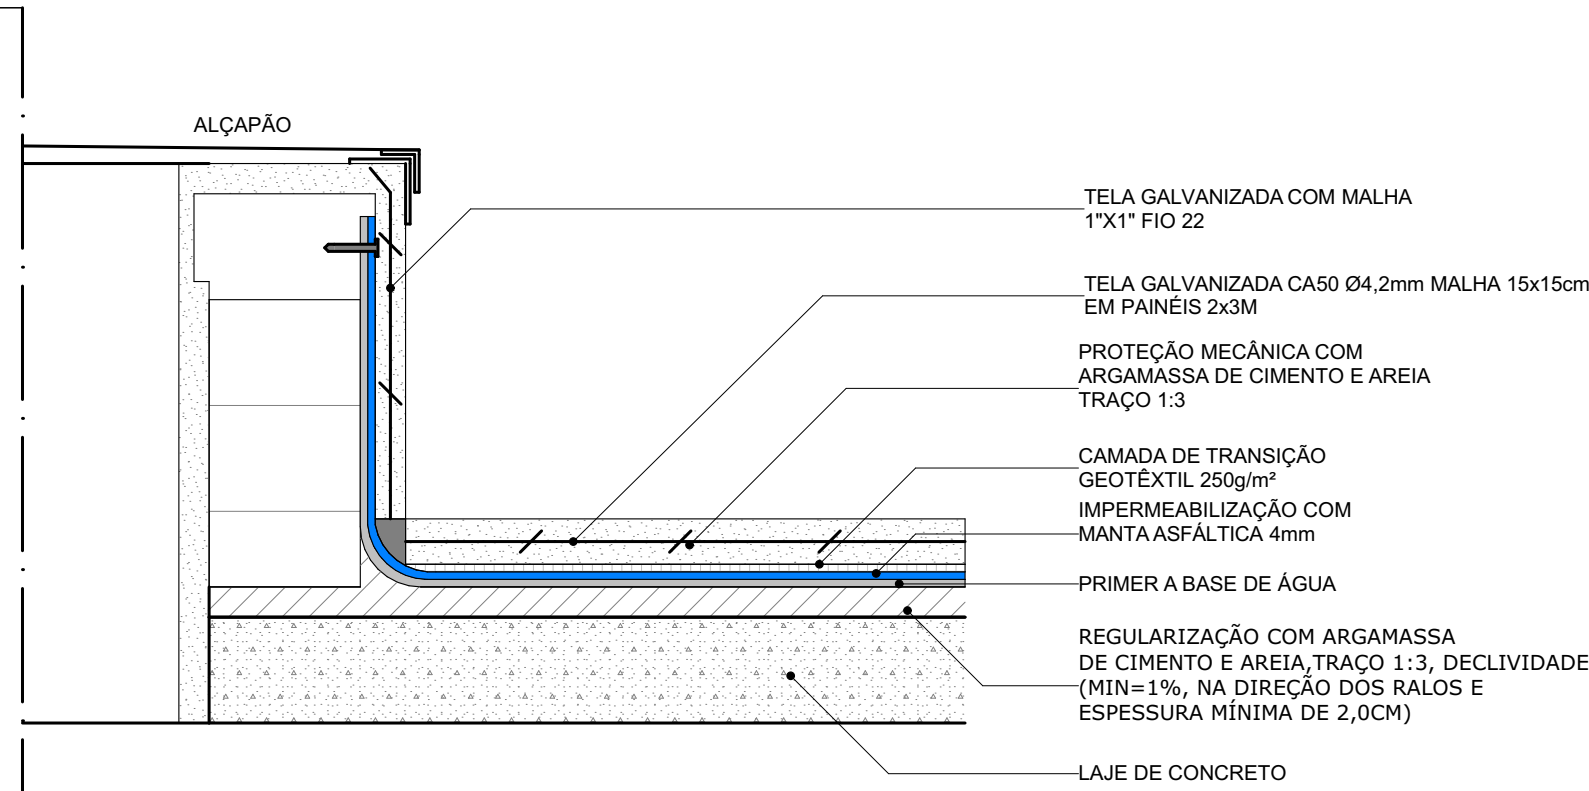 ALÇAPÃO
TELA GALVANIZADA COM MALHA
1"X1" FIO 22
TELA GALVANIZADA CA50 Ø4,2mm MALHA 15x15cm
EM PAINÉIS 2x3M
PROTEÇÃO MECÂNICA COM
ARGAMASSA DE CIMENTO E AREIA
TRAÇO 1:3
CAMADA DE TRANSIÇÃO
GEOTÊXTIL 250g/m²
IMPERMEABILIZAÇÃO COM
MANTA ASFÁLTICA 4mm
PRIMER A BASE DE ÁGUA
REGULARIZAÇÃO COM ARGAMASSA
DE CIMENTO E AREIA,TRAÇO 1:3, DECLIVIDADE
(MIN=1%, NA DIREÇÃO DOS RALOS E
ESPESSURA MÍNIMA DE 2,0CM)
LAJE DE CONCRETO